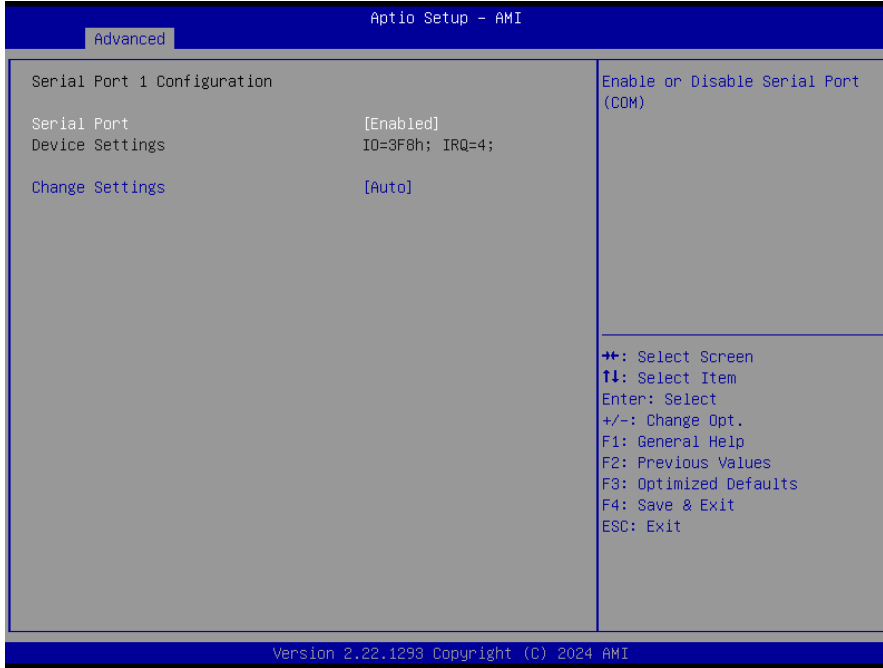 Aptio Setup – AMI
Advanced
Serial Port 1 Configuration
Serial Port [Enabled]
Device Settings IO=3F8h; IRQ=4;
Change Settings [Auto]
Enable or Disable Serial Port
(COM)
→←: Select Screen
↑↓: Select Item
Enter: Select
+/-: Change Opt.
F1: General Help
F2: Previous Values
F3: Optimized Defaults
F4: Save & Exit
ESC: Exit
Version 2.22.1293 Copyright (C) 2024 AMI